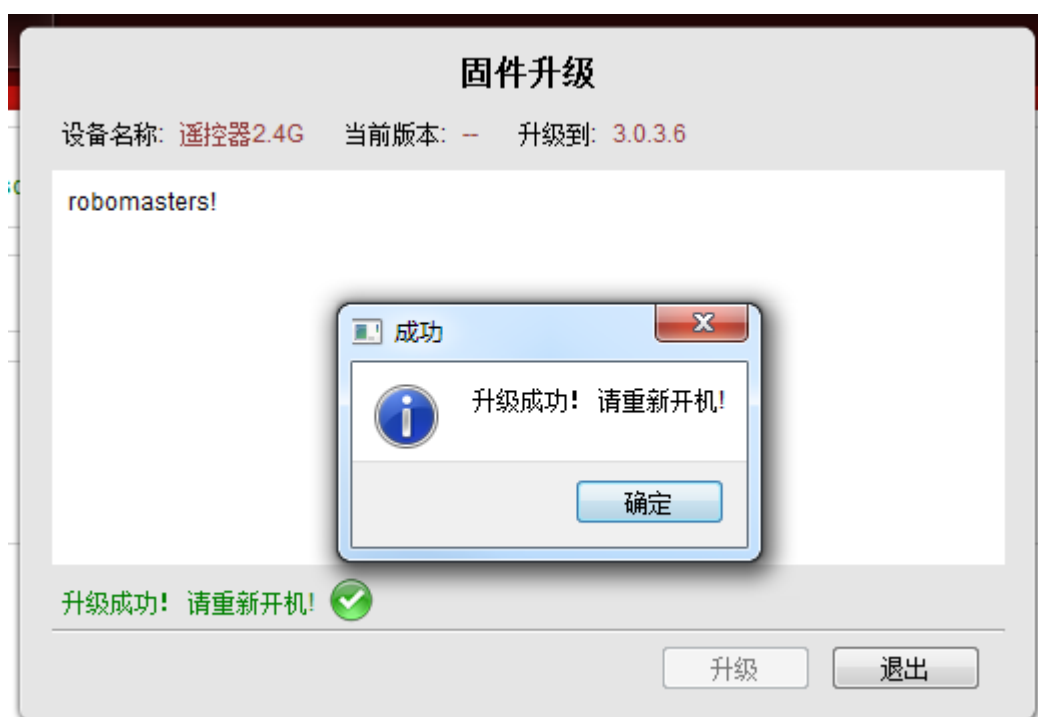 固件升级
设备名称: 遥控器2.4G 当前版本: -- 升级到: 3.0.3.6
robomasters!
成功
升级成功！请重新开机!
确定
升级成功！请重新开机!
升级 退出